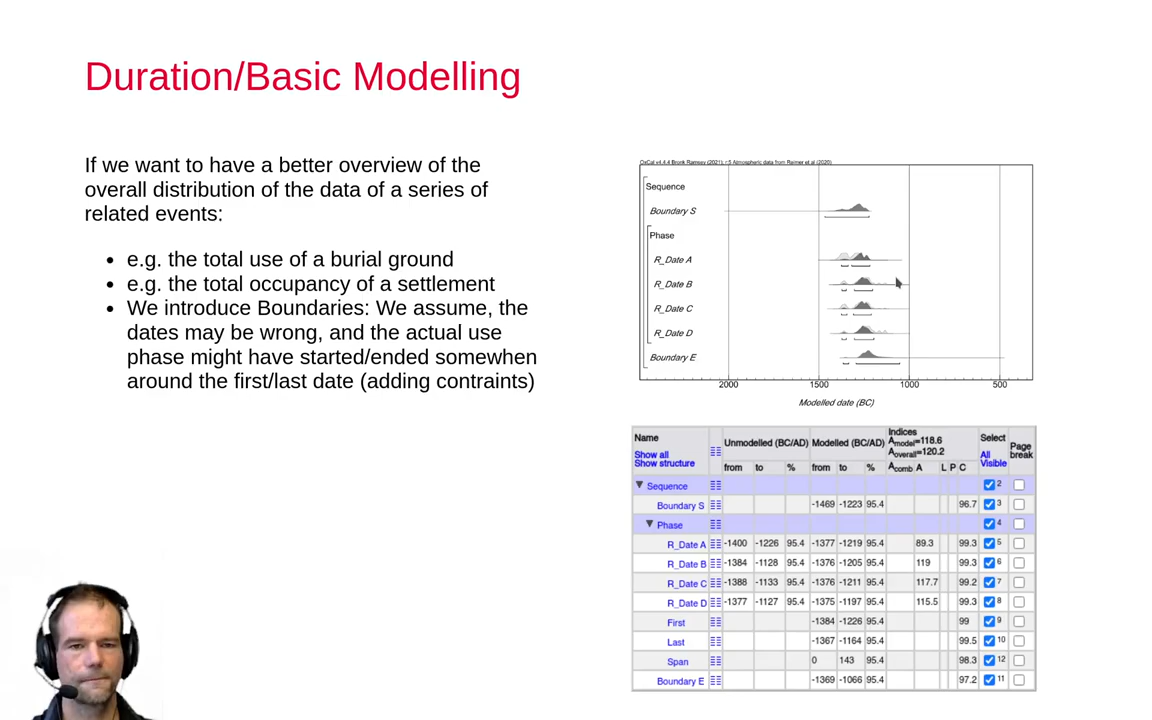 Duration/Basic Modelling
If we want to have a better overview of the
overall distribution of the data of a series of
related events:
• e.g. the total use of a burial ground
• e.g. the total occupancy of a settlement
• We introduce Boundaries: We assume, the
dates may be wrong, and the actual use
phase might have started/ended somewhen
around the first/last date (adding contraints)
OxCal v4.4.4 Bronk Ramsey (2021); r:5 Atmospheric data from Reimer et al (2020)
Sequence
Boundary S
Phase
R_Date A
R_Date B
R_Date C
R_Date D
Boundary E
2000 1500 1000 500
Modelled date (BC)
Name Unmodelled (BC/AD) Modelled (BC/AD) Indices Select Page break
Amodel=118.6
Aoverall=120.2
Show all All
Show structure Visible
from to % from to % Acomb A L P C
Sequence 2
Boundary S -1469 -1223 95.4 96.7 3
Phase 4
R_Date A -1400 -1226 95.4 -1377 -1219 95.4 89.3 99.3 5
R_Date B -1384 -1128 95.4 -1376 -1205 95.4 119 99.3 6
R_Date C -1388 -1133 95.4 -1376 -1211 95.4 117.7 99.2 7
R_Date D -1377 -1127 95.4 -1375 -1197 95.4 115.5 99.3 8
First -1384 -1226 95.4 99 9
Last -1367 -1164 95.4 99.5 10
Span 0 143 95.4 98.3 12
Boundary E -1369 -1066 95.4 97.2 11